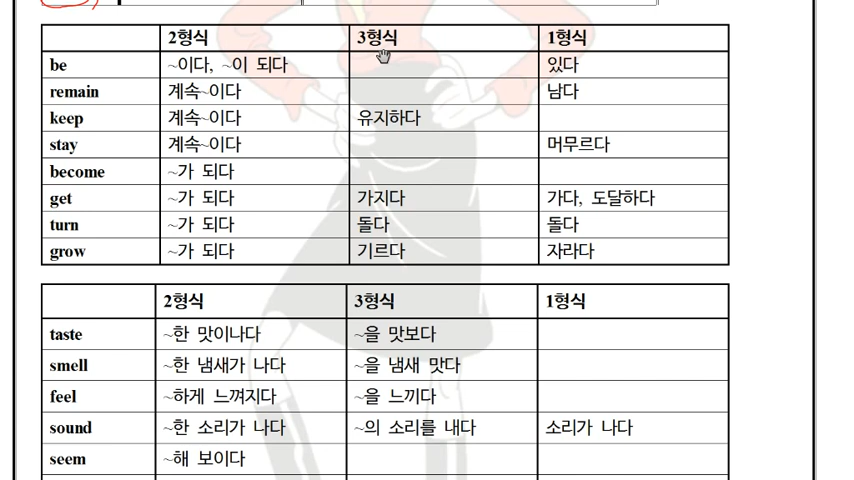 2형식 3형식 1형식
be ~이다, ~이 되다 있다
remain 계속~이다 남다
keep 계속~이다 유지하다
stay 계속~이다 머무르다
become ~가 되다
get ~가 되다 가지다 가다, 도달하다
turn ~가 되다 돌다 돌다
grow ~가 되다 기르다 자라다
2형식 3형식 1형식
taste ~한 맛이나다 ~을 맛보다
smell ~한 냄새가 나다 ~을 냄새 맛다
feel ~하게 느껴지다 ~을 느끼다
sound ~한 소리가 나다 ~의 소리를 내다 소리가 나다
seem ~해 보이다